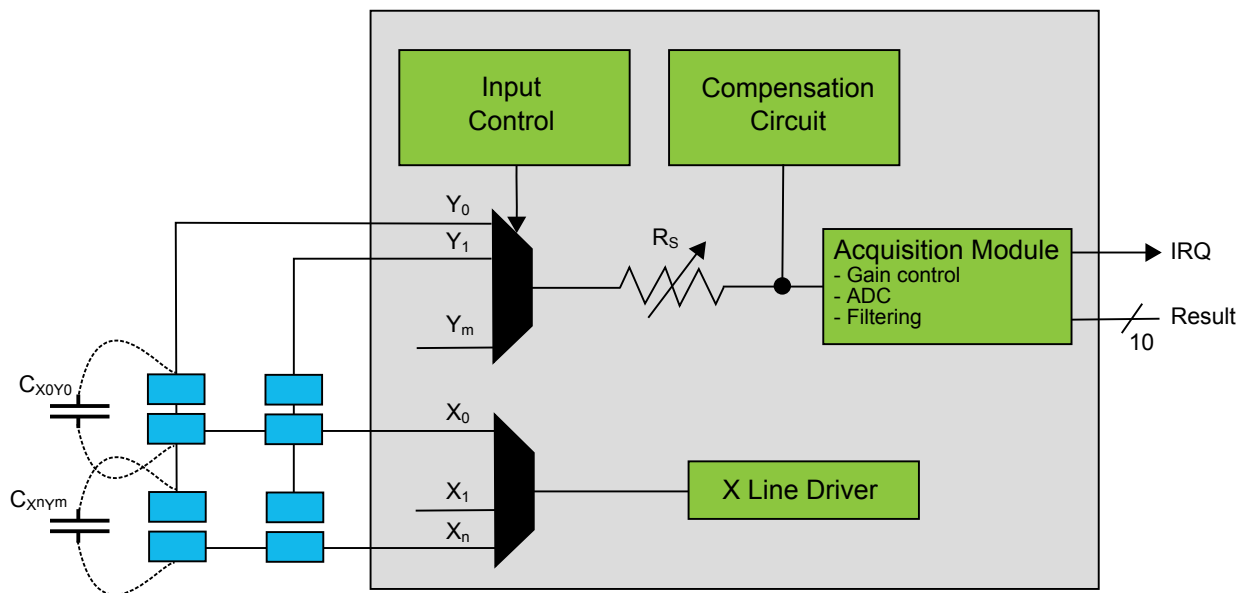 Input
Control
Compensation
Circuit
Y0
Y1
Ym
RS
Acquisition Module
- Gain control
- ADC
- Filtering
IRQ
Result
10
CX0Y0
CXnYm
X0
X1
Xn
X Line Driver